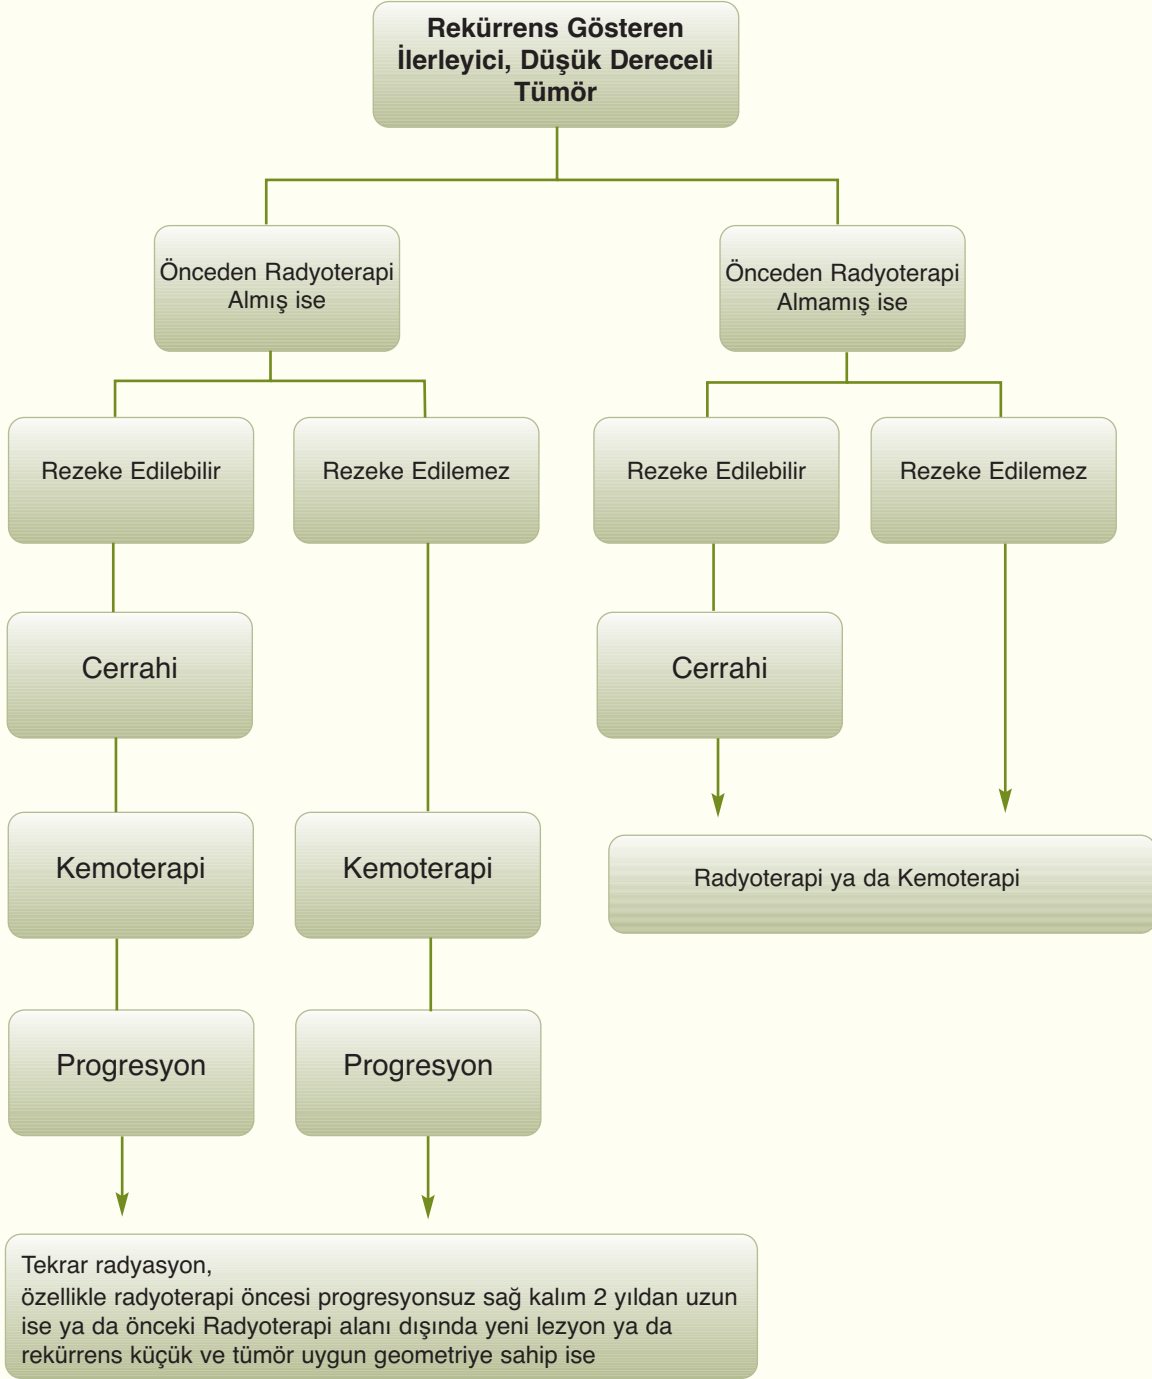 Rekürrens Gösteren
İlerleyici, Düşük Dereceli
Tümör
Önceden Radyoterapi
Almış ise
Önceden Radyoterapi
Almamış ise
Rezeke Edilebilir
Rezeke Edilemez
Rezeke Edilebilir
Rezeke Edilemez
Cerrahi
Cerrahi
Kemoterapi
Kemoterapi
Radyoterapi ya da Kemoterapi
Progresyon
Progresyon
Tekrar radyasyon,
özellikle radyoterapi öncesi progresyonsuz sağ kalım 2 yıldan uzun
ise ya da önceki Radyoterapi alanı dışında yeni lezyon ya da
rekürrens küçük ve tümör uygun geometriye sahip ise